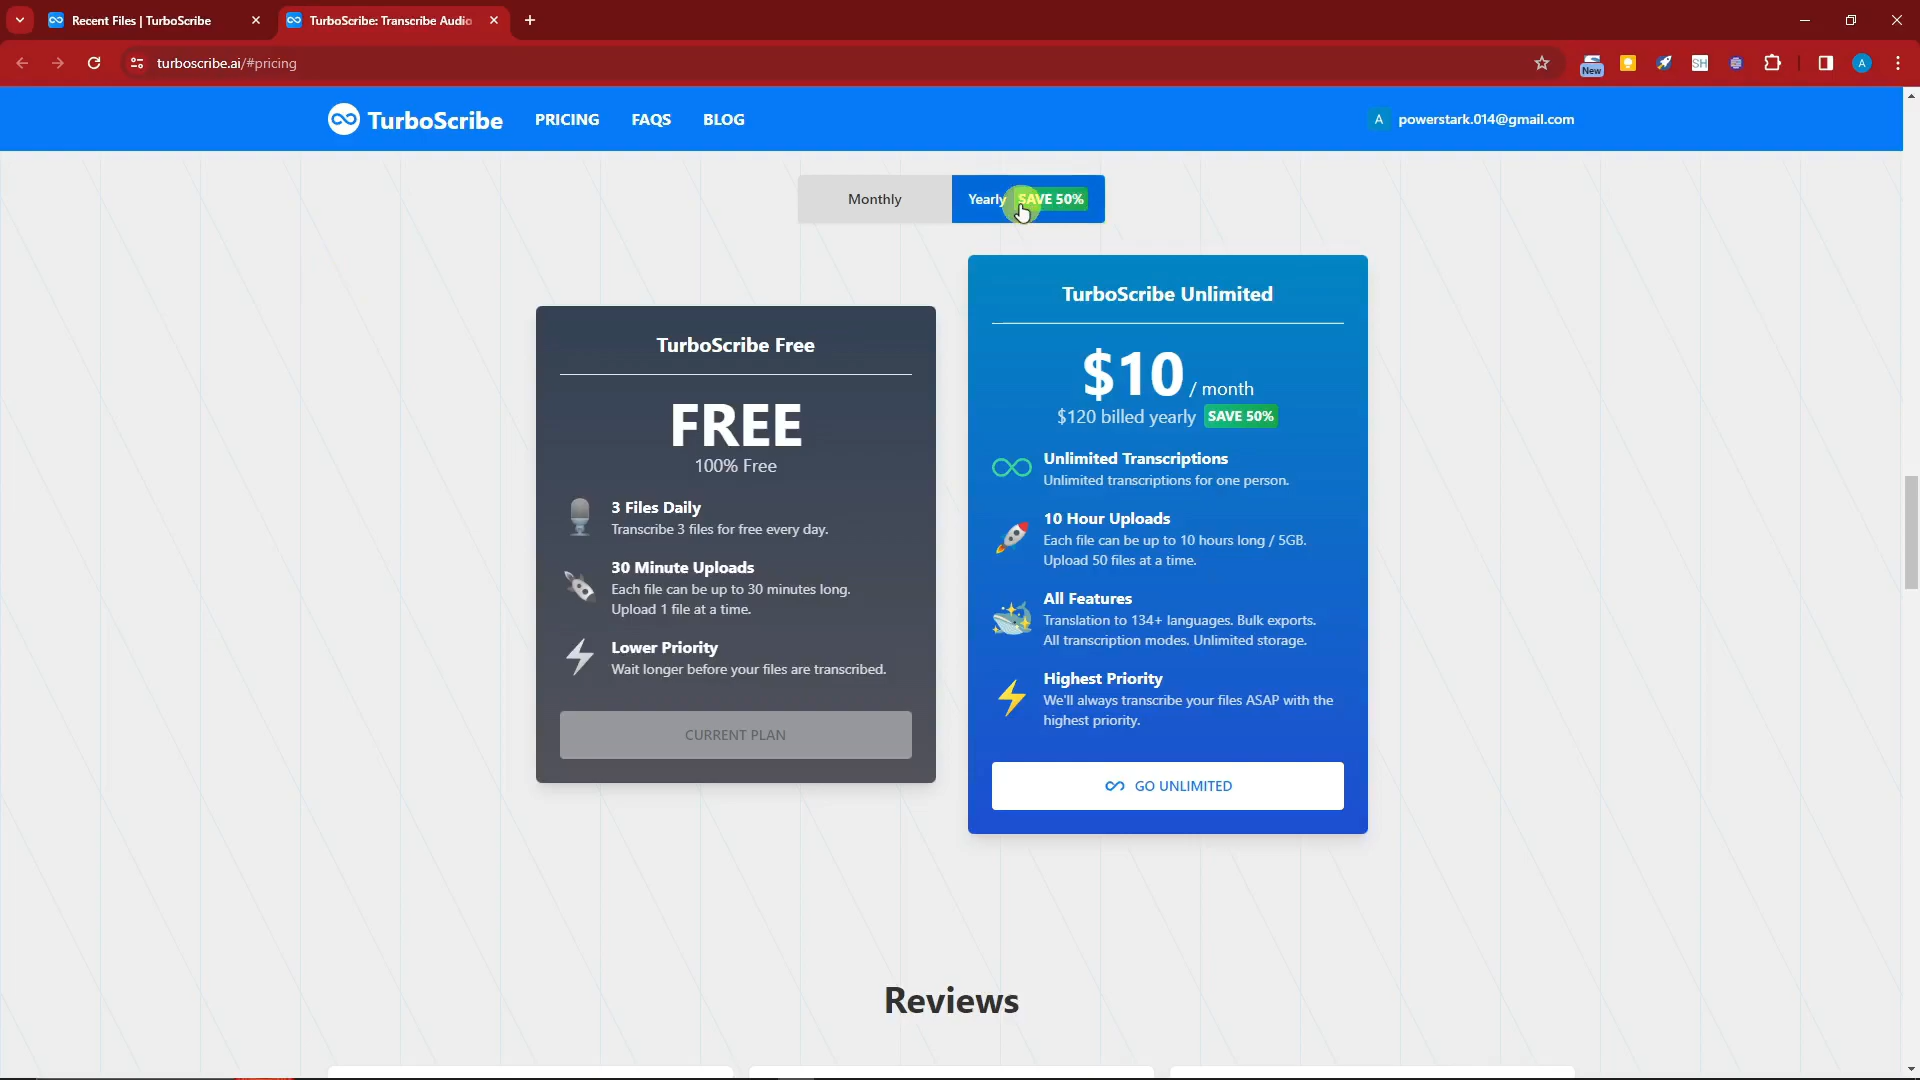 Recent Files | TurboScribe
TurboScribe: Transcribe Audio
turboscribe.ai/#pricing
New
SH
A
TurboScribe
PRICING
FAQS
BLOG
A
powerstark.014@gmail.com
Monthly
Yearly
SAVE 50%
TurboScribe Free
FREE
100% Free
3 Files Daily
Transcribe 3 files for free every day.
30 Minute Uploads
Each file can be up to 30 minutes long.
Upload 1 file at a time.
Lower Priority
Wait longer before your files are transcribed.
CURRENT PLAN
TurboScribe Unlimited
$10 / month
$120 billed yearly SAVE 50%
Unlimited Transcriptions
Unlimited transcriptions for one person.
10 Hour Uploads
Each file can be up to 10 hours long / 5GB.
Upload 50 files at a time.
All Features
Translation to 134+ languages. Bulk exports.
All transcription modes. Unlimited storage.
Highest Priority
We'll always transcribe your files ASAP with the
highest priority.
GO UNLIMITED
Reviews